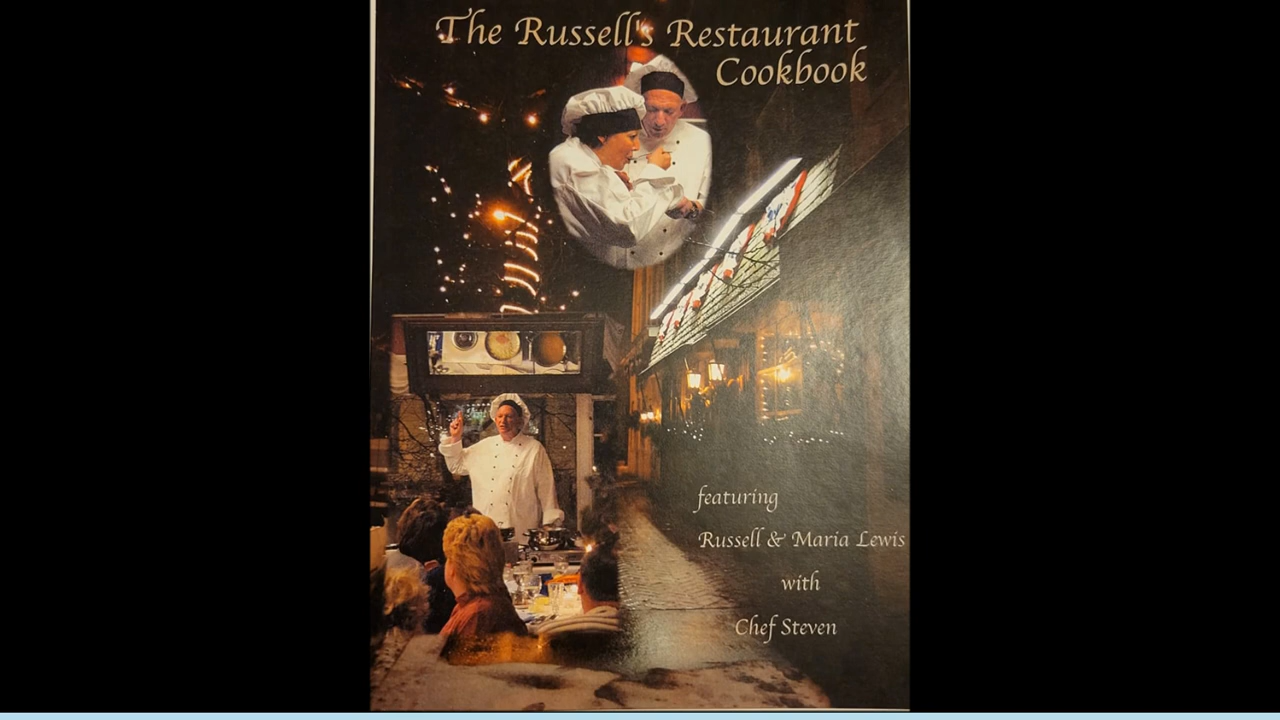 The Russell's Restaurant
Cookbook
featuring
Russell & Maria Lewis
with
Chef Steven